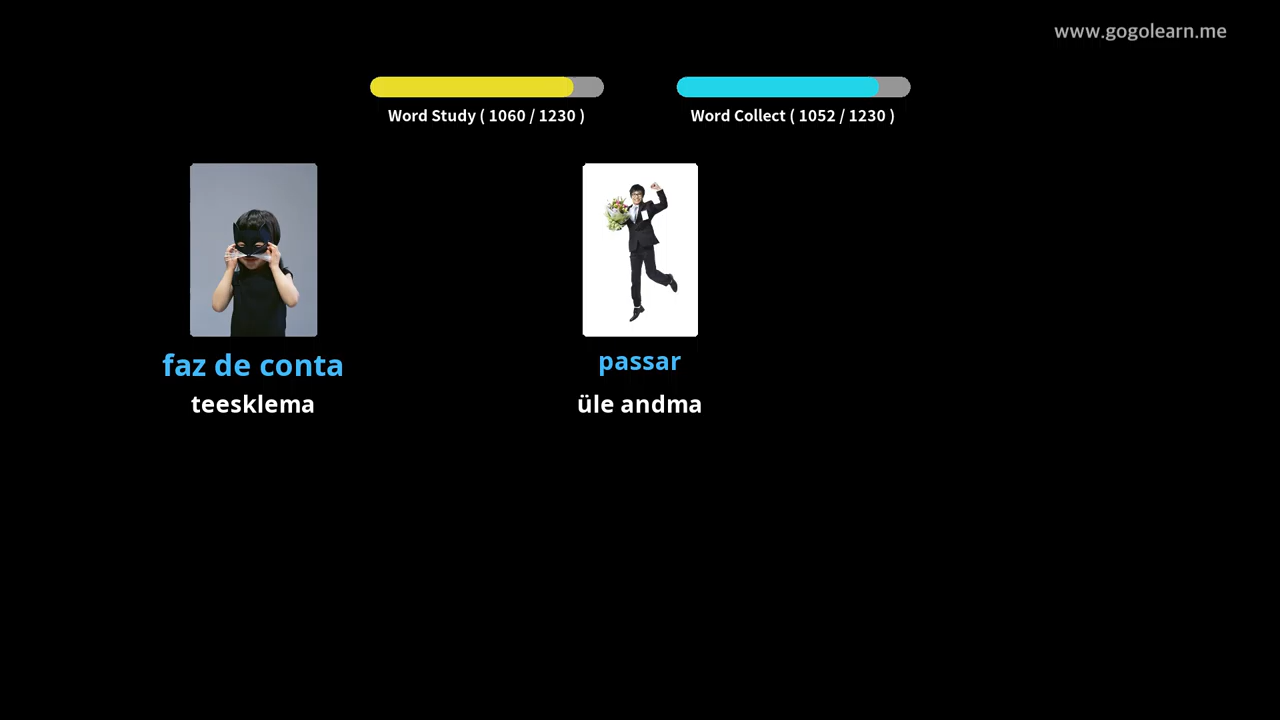 www.gogolearn.me
Word Study ( 1060 / 1230 )
Word Collect ( 1052 / 1230 )
faz de conta
teesklema
passar
üle andma